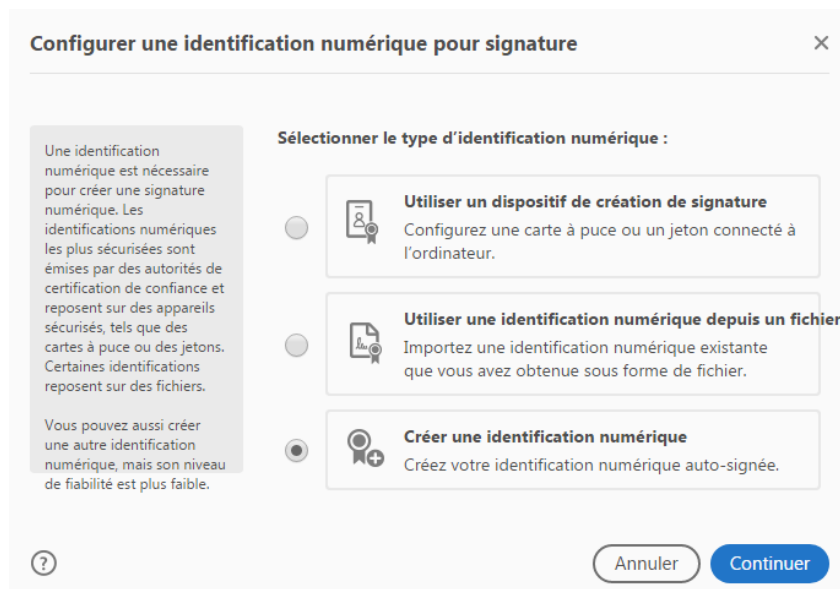 Configurer une identification numérique pour signature
Une identification
numérique est nécessaire
pour créer une signature
numérique. Les
identifications numériques
les plus sécurisées sont
émises par des autorités de
certification de confiance et
reposent sur des appareils
sécurisés, tels que des
cartes à puce ou des jetons.
Certaines identifications
reposent sur des fichiers.
Vous pouvez aussi créer
une autre identification
numérique, mais son niveau
de fiabilité est plus faible.
Sélectionner le type d'identification numérique :
Utiliser un dispositif de création de signature
Configurez une carte à puce ou un jeton connecté à
l'ordinateur.
Utiliser une identification numérique depuis un fichier
Importez une identification numérique existante
que vous avez obtenue sous forme de fichier.
Créer une identification numérique
Créez votre identification numérique auto-signée.
?
Annuler
Continuer